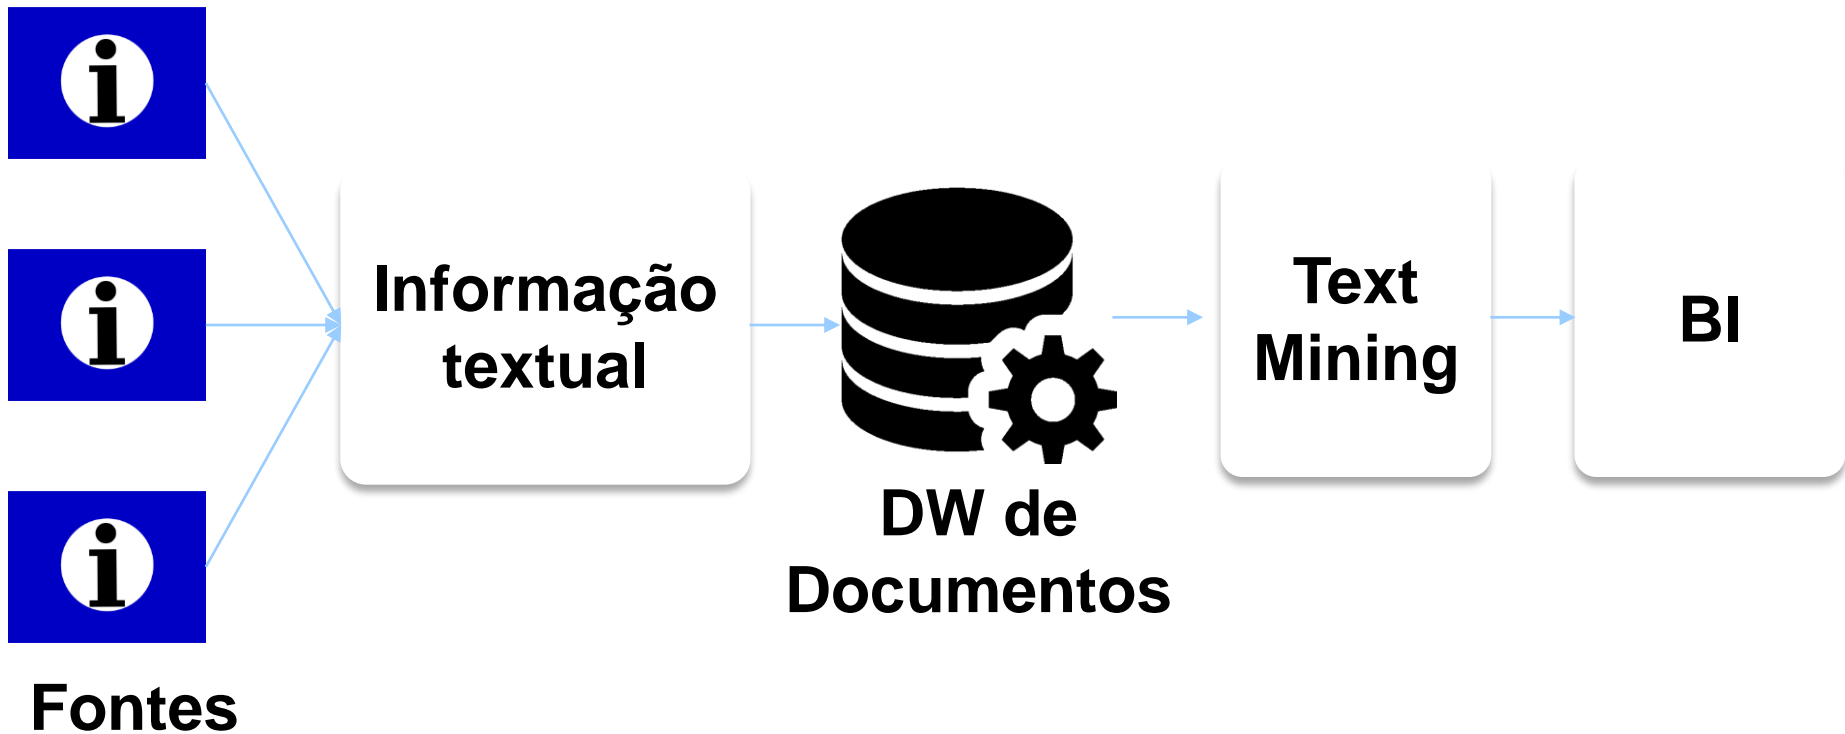 Informação
textual
DW de
Documentos
Text
Mining
BI
Fontes